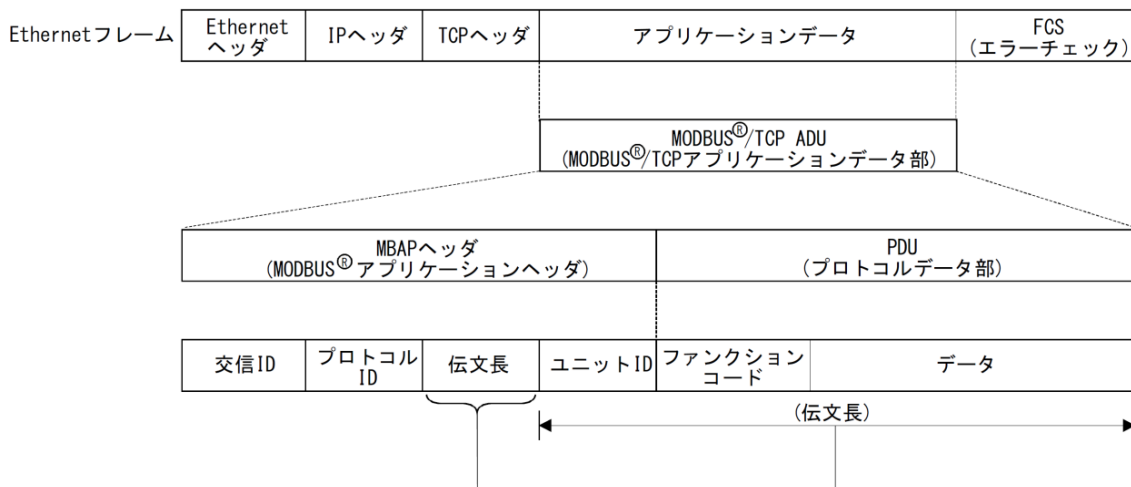 Ethernetフレーム
Ethernet
ヘッダ
IPヘッダ
TCPヘッダ
アプリケーションデータ
FCS
(エラーチェック)
MODBUS®/TCP ADU
(MODBUS®/TCPアプリケーションデータ部)
MBAPヘッダ
(MODBUS®アプリケーションヘッダ)
PDU
(プロトコルデータ部)
交信ID
プロトコル
ID
伝文長
ユニットID
ファンクション
コード
データ
(伝文長)